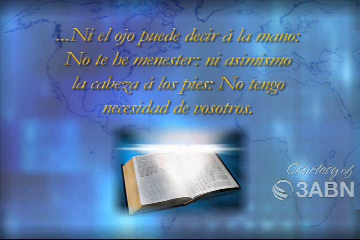 ...Ni el ojo puede decir á la mano:
No te he menester: ni asimismo
la cabeza á los pies: No tengo
necesidad de vosotros.
Courtesy of
3ABN